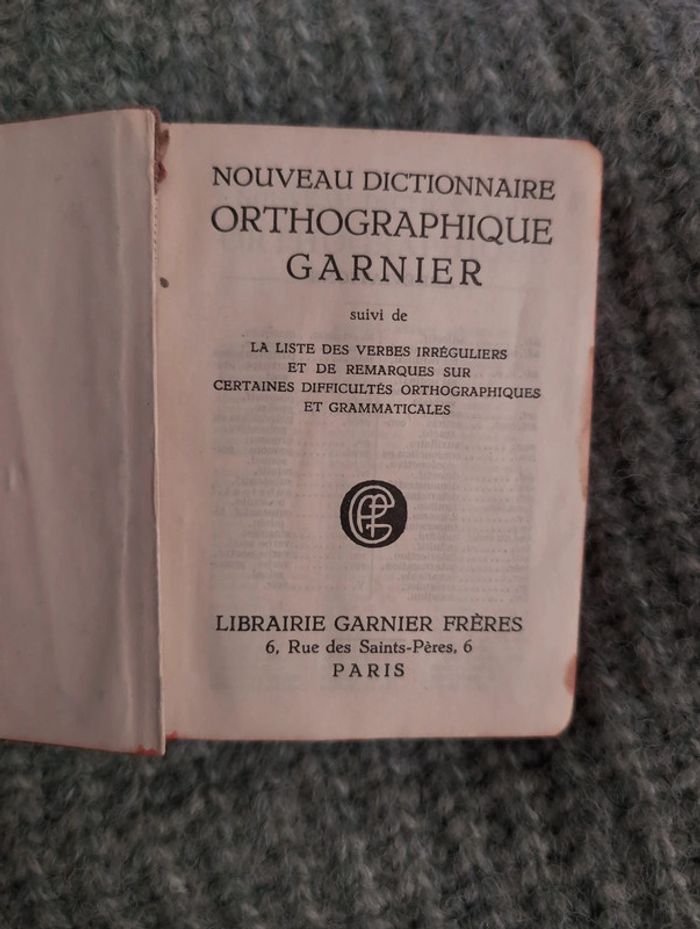 NOUVEAU DICTIONNAIRE
ORTHOGRAPHIQUE
GARNIER
suivi de
LA LISTE DES VERBES IRRÉGULIERS
ET DE REMARQUES SUR
CERTAINES DIFFICULTÉS ORTHOGRAPHIQUES
ET GRAMMATICALES
LIBRAIRIE GARNIER FRÈRES
6, Rue des Saints-Pères, 6
PARIS